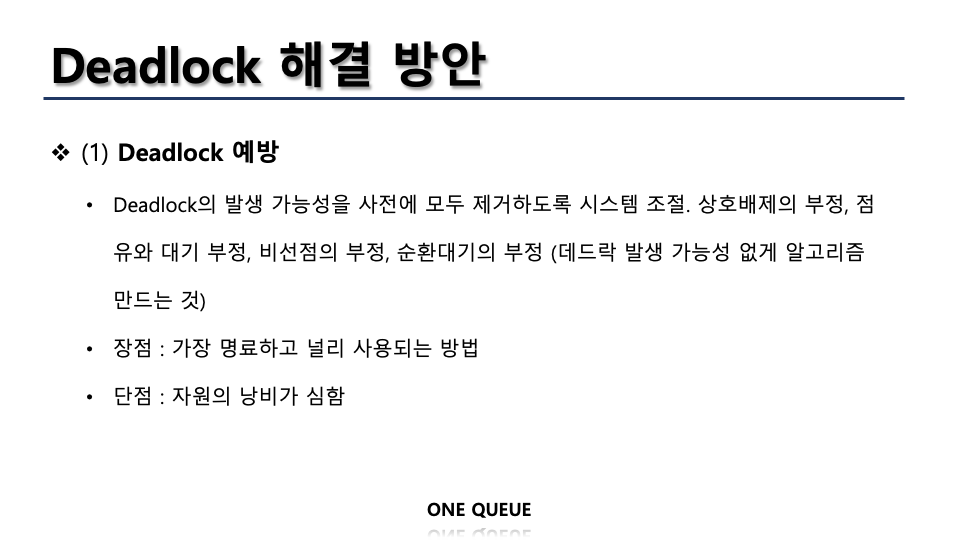 Deadlock 해결 방안
❖ (1) Deadlock 예방
• Deadlock의 발생 가능성을 사전에 모두 제거하도록 시스템 조절. 상호배제의 부정, 점
유와 대기 부정, 비선점의 부정, 순환대기의 부정 (데드락 발생 가능성 없게 알고리즘
만드는 것)
• 장점 : 가장 명료하고 널리 사용되는 방법
• 단점 : 자원의 낭비가 심함
ONE QUEUE